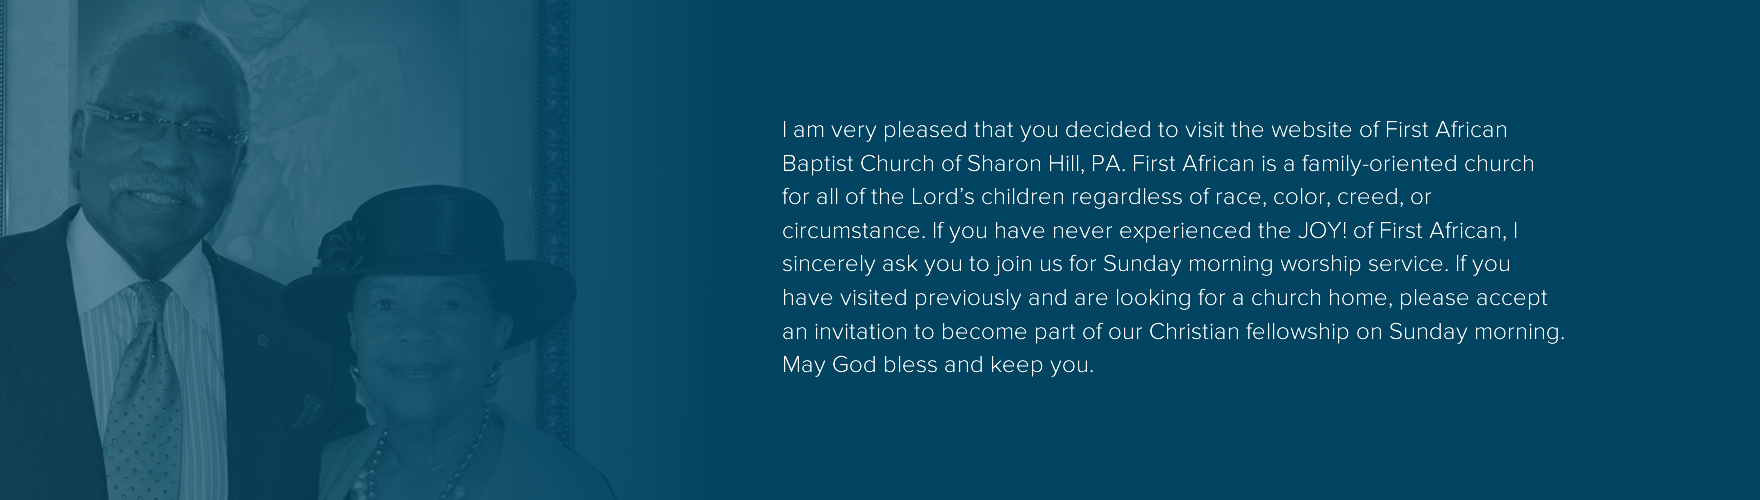 I am very pleased that you decided to visit the website of First African
Baptist Church of Sharon Hill, PA. First African is a family-oriented church
for all of the Lord’s children regardless of race, color, creed, or
circumstance. If you have never experienced the JOY! of First African, I
sincerely ask you to join us for Sunday morning worship service. If you
have visited previously and are looking for a church home, please accept
an invitation to become part of our Christian fellowship on Sunday morning.
May God bless and keep you.